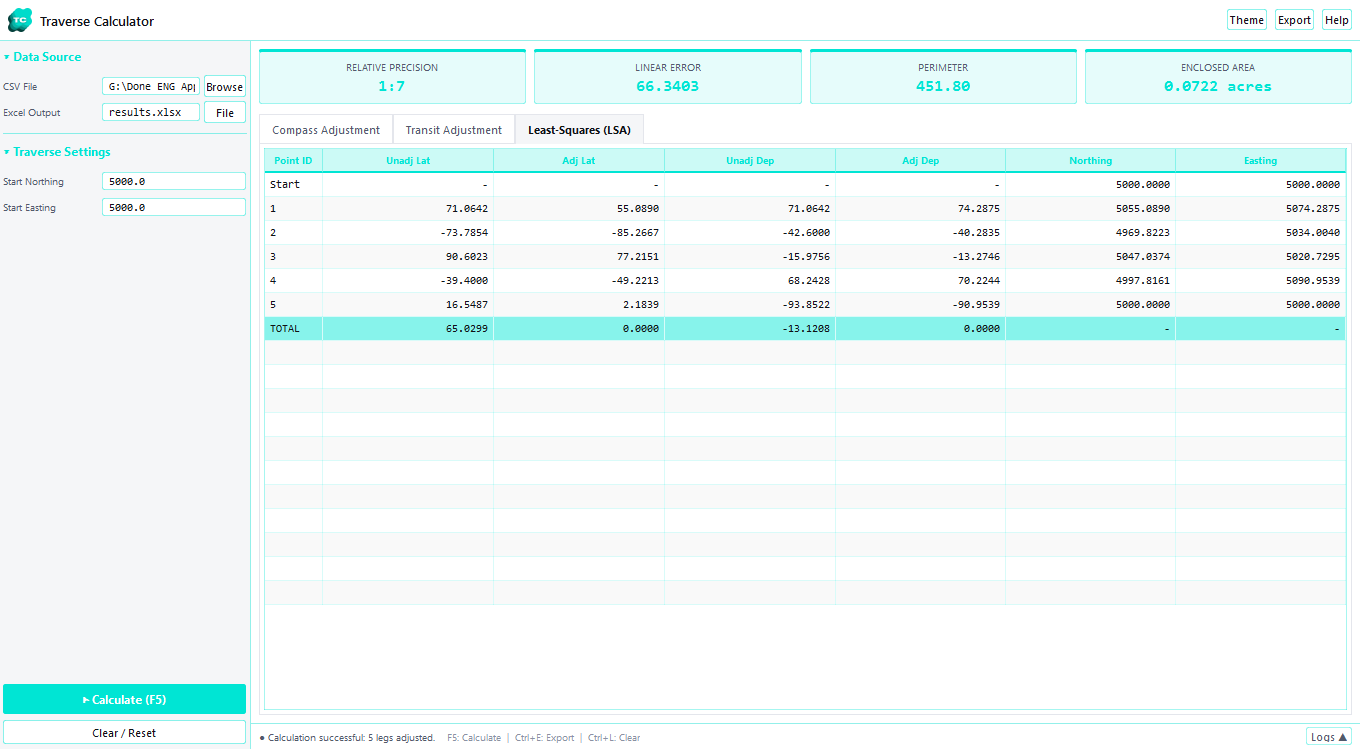 TC Traverse Calculator Theme Export Help
▾ Data Source
CSV File G:\Done ENG Ap Browse
Excel Output results.xlsx File
▾ Traverse Settings
Start Northing 5000.0
Start Easting 5000.0
▸ Calculate (F5)
Clear / Reset
RELATIVE PRECISION
1:7
LINEAR ERROR
66.3403
PERIMETER
451.80
ENCLOSED AREA
0.0722 acres
Compass Adjustment Transit Adjustment Least-Squares (LSA)
Point ID Unadj Lat Adj Lat Unadj Dep Adj Dep Northing Easting
Start - - - - 5000.0000 5000.0000
1 71.0642 55.0890 71.0642 74.2875 5055.0890 5074.2875
2 -73.7854 -85.2667 -42.6000 -40.2835 4969.8223 5034.0040
3 90.6023 77.2151 -15.9756 -13.2746 5047.0374 5020.7295
4 -39.4000 -49.2213 68.2428 70.2244 4997.8161 5090.9539
5 16.5487 2.1839 -93.8522 -90.9539 5000.0000 5000.0000
TOTAL 65.0299 0.0000 -13.1208 0.0000 - -
● Calculation successful: 5 legs adjusted. F5: Calculate | Ctrl+E: Export | Ctrl+L: Clear Logs ▲